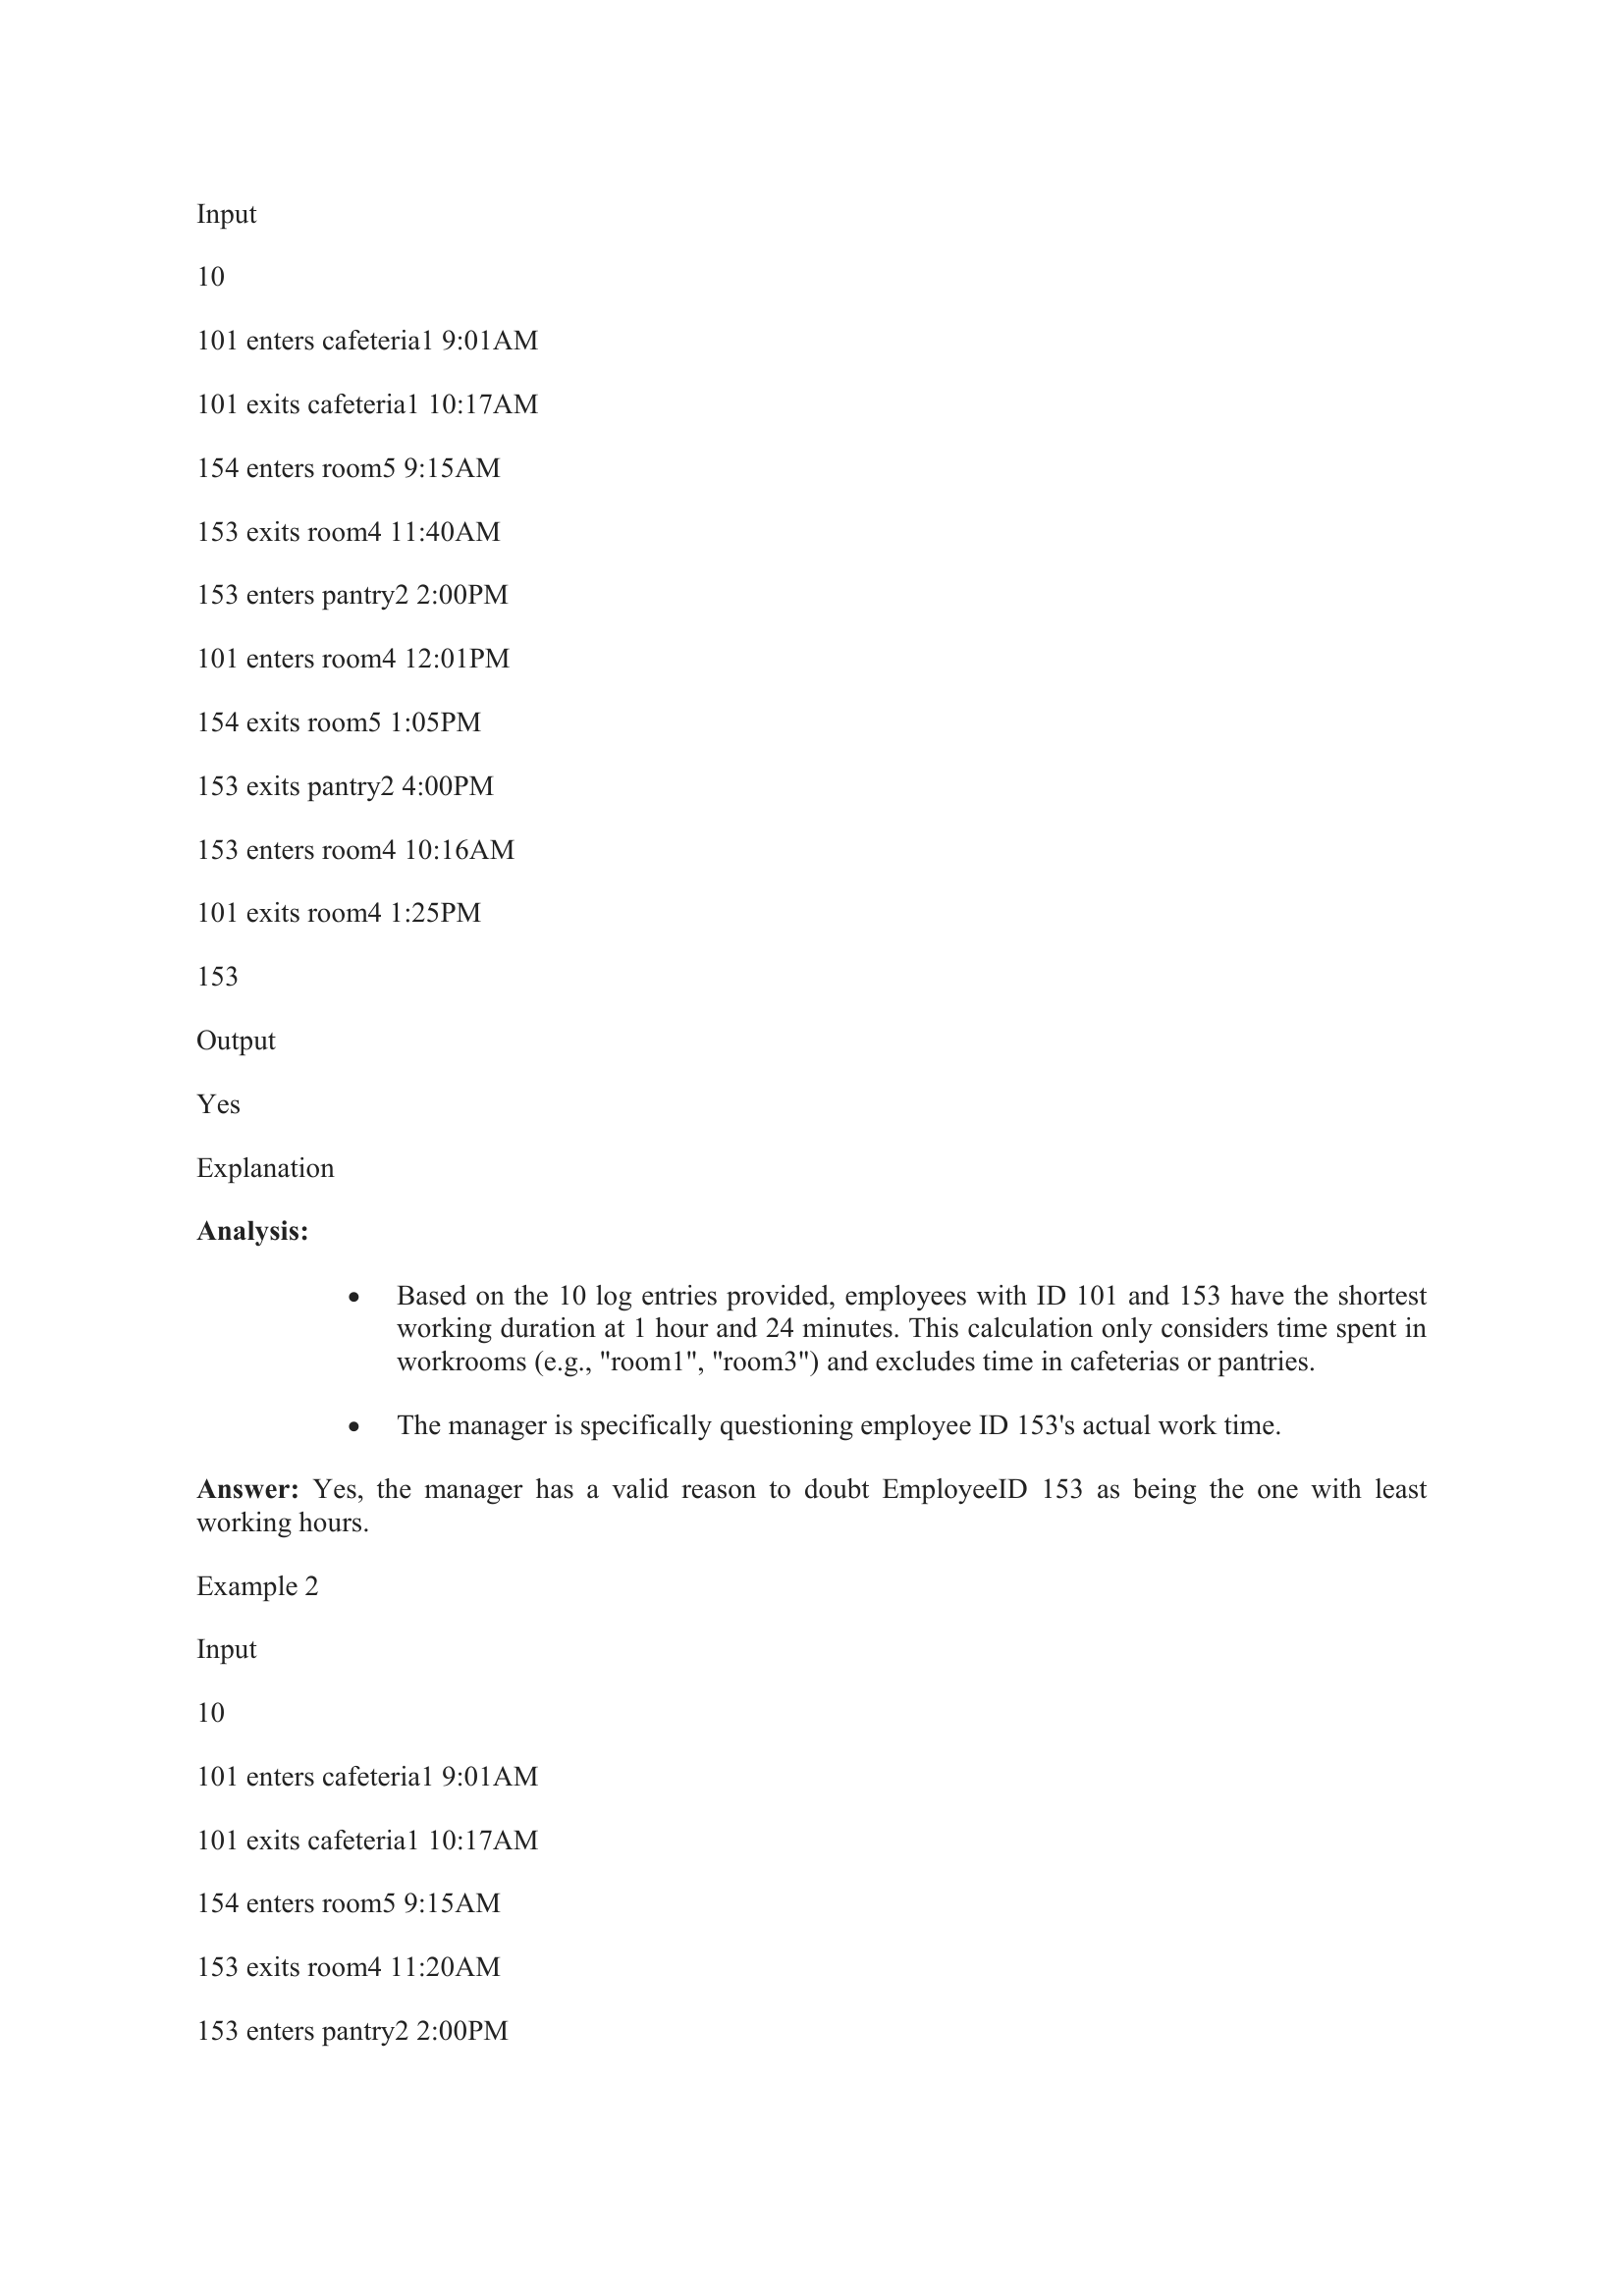 Input
10
101 enters cafeteria1 9:01AM
101 exits cafeteria1 10:17AM
154 enters room5 9:15AM
153 exits room4 11:40AM
153 enters pantry2 2:00PM
101 enters room4 12:01PM
154 exits room5 1:05PM
153 exits pantry2 4:00PM
153 enters room4 10:16AM
101 exits room4 1:25PM
153
Output
Yes
Explanation
Analysis:
• Based on the 10 log entries provided, employees with ID 101 and 153 have the shortest
working duration at 1 hour and 24 minutes. This calculation only considers time spent in
workrooms (e.g., "room1", "room3") and excludes time in cafeterias or pantries.
• The manager is specifically questioning employee ID 153's actual work time.
Answer: Yes, the manager has a valid reason to doubt EmployeeID 153 as being the one with least
working hours.
Example 2
Input
10
101 enters cafeteria1 9:01AM
101 exits cafeteria1 10:17AM
154 enters room5 9:15AM
153 exits room4 11:20AM
153 enters pantry2 2:00PM